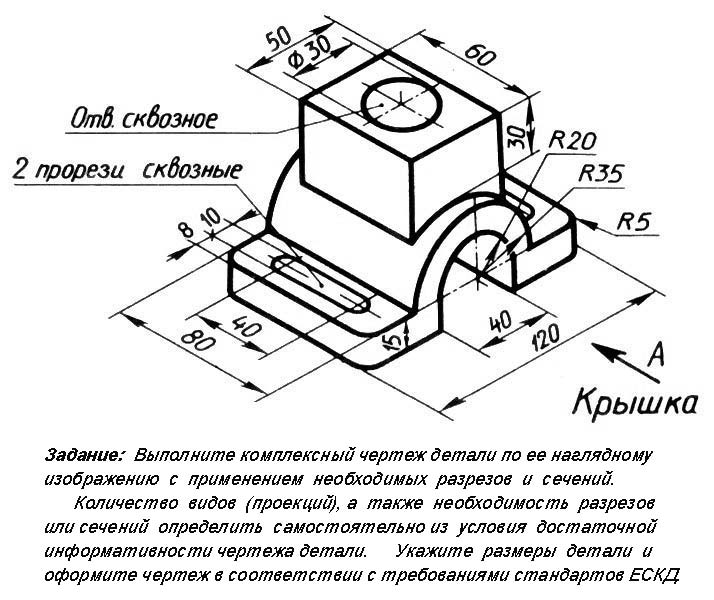 50
Ø30
60
Отв. сквозное
30
R20
2 прорези сквозные
R35
8
10
R5
40
80
15
40
120
А
Крышка
Задание: Выполните комплексный чертеж детали по ее наглядному
изображению с применением необходимых разрезов и сечений.
Количество видов (проекций), а также необходимость разрезов
или сечений определить самостоятельно из условия достаточной
информативности чертежа детали. Укажите размеры детали и
оформите чертеж в соответствии с требованиями стандартов ЕСКД.